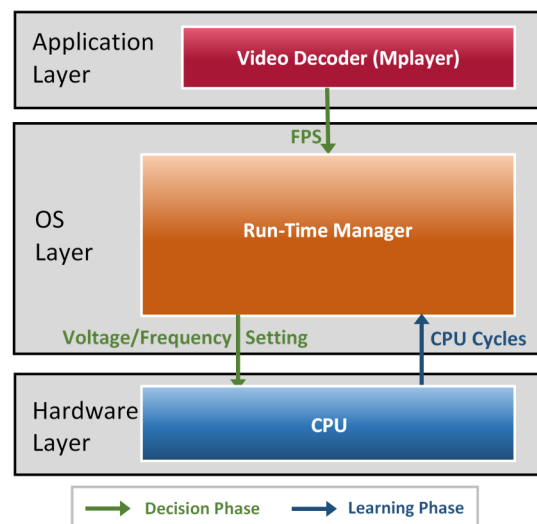 Application
Layer
Video Decoder (Mplayer)
FPS
OS
Layer
Run-Time Manager
Voltage/Frequency Setting
CPU Cycles
Hardware
Layer
CPU
Decision Phase
Learning Phase